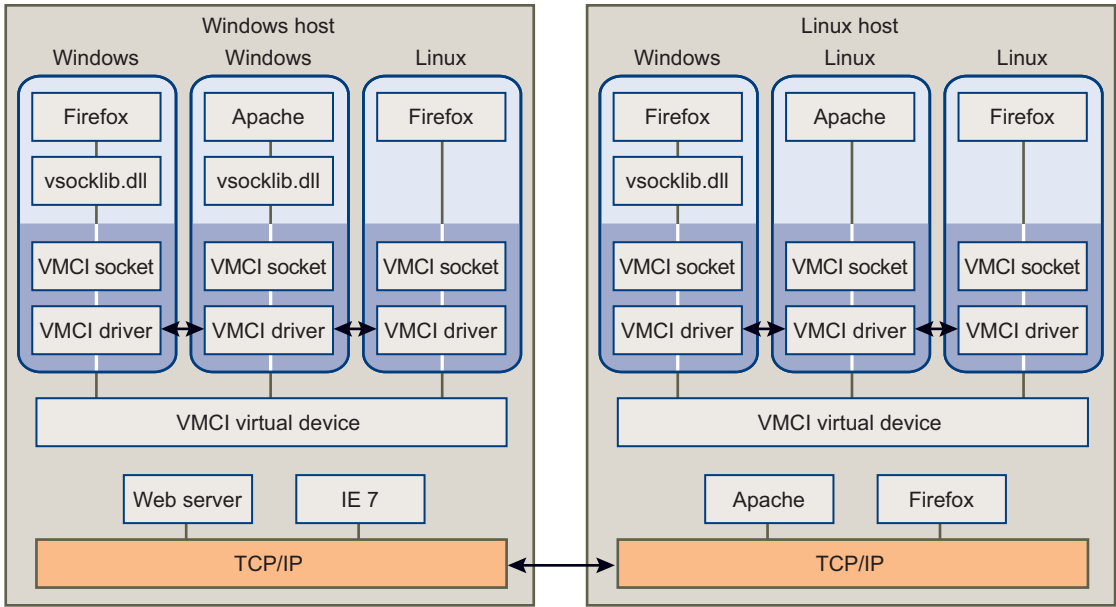 Windows host
Windows Windows Linux
Firefox Apache Firefox
vsocklib.dll vsocklib.dll
VMCI socket VMCI socket VMCI socket
VMCI driver VMCI driver VMCI driver
VMCI virtual device
Web server IE 7
TCP/IP
Linux host
Windows Linux Linux
Firefox Apache Firefox
vsocklib.dll
VMCI socket VMCI socket VMCI socket
VMCI driver VMCI driver VMCI driver
VMCI virtual device
Apache Firefox
TCP/IP